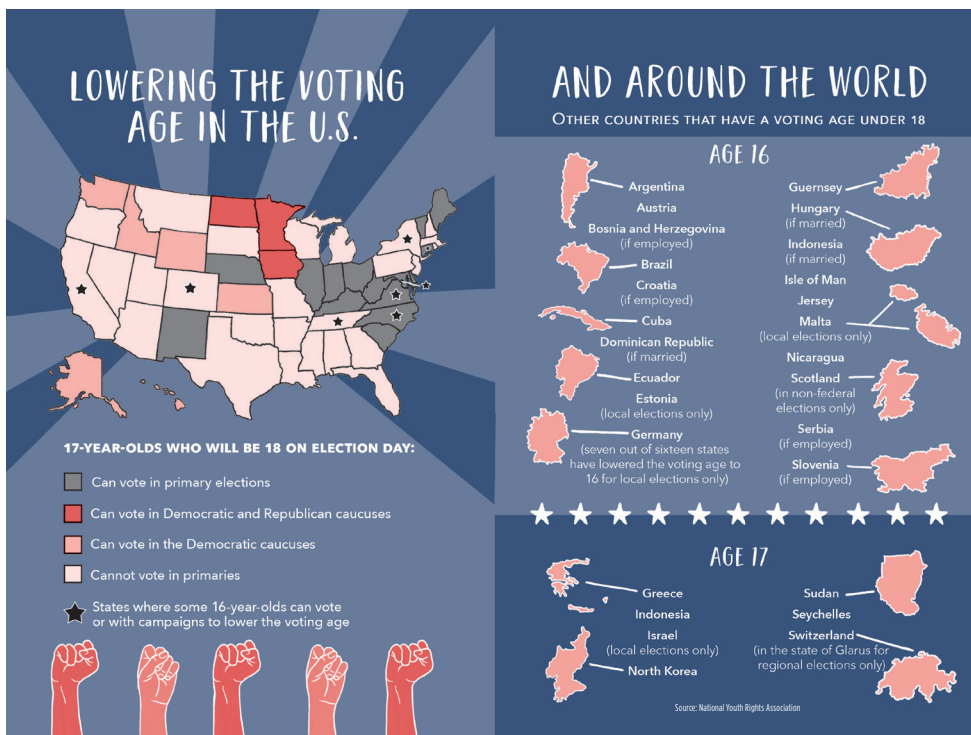 LOWERING THE VOTING
AGE IN THE U.S.
17-YEAR-OLDS WHO WILL BE 18 ON ELECTION DAY:
Can vote in primary elections
Can vote in Democratic and Republican caucuses
Can vote in the Democratic caucuses
Cannot vote in primaries
States where some 16-year-olds can vote
or with campaigns to lower the voting age
AND AROUND THE WORLD
OTHER COUNTRIES THAT HAVE A VOTING AGE UNDER 18
AGE 16
Argentina
Austria
Bosnia and Herzegovina
(if employed)
Brazil
Croatia
(if employed)
Cuba
Dominican Republic
(if married)
Ecuador
Estonia
(local elections only)
Germany
(seven out of sixteen states
have lowered the voting age to
16 for local elections only)
Guernsey
Hungary
(if married)
Indonesia
(if married)
Isle of Man
Jersey
Malta
(local elections only)
Nicaragua
Scotland
(in non-federal
elections only)
Serbia
(if employed)
Slovenia
(if employed)
AGE 17
Greece
Indonesia
Israel
(local elections only)
North Korea
Sudan
Seychelles
Switzerland
(in the state of Glarus for
regional elections only)
Source: National Youth Rights Association